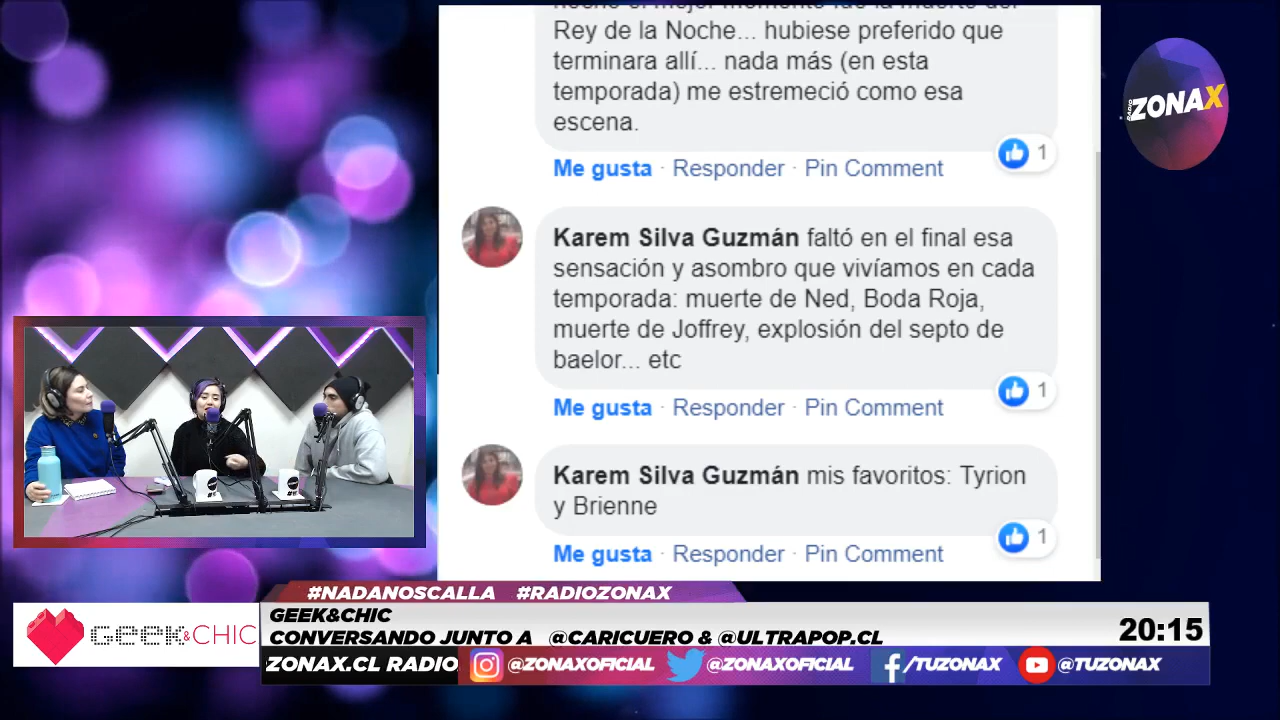 Rey de la Noche... hubiese preferido que
terminara allí... nada más (en esta
temporada) me estremeció como esa
escena.
1
Me gusta · Responder · Pin Comment
Karem Silva Guzmán faltó en el final esa
sensación y asombro que vivíamos en cada
temporada: muerte de Ned, Boda Roja,
muerte de Joffrey, explosión del septo de
baelor... etc
1
Me gusta · Responder · Pin Comment
Karem Silva Guzmán mis favoritos: Tyrion
y Brienne
1
Me gusta · Responder · Pin Comment
RADIO ZONAX
#NADANOSCALLA #RADIOZONAX
GEEK&CHIC
GEEK&CHIC
CONVERSANDO JUNTO A @CARICUERO & @ULTRAPOP.CL
20:15
ZONAX.CL RADIO
@ZONAXOFICIAL @ZONAXOFICIAL /TUZONAX @TUZONAX